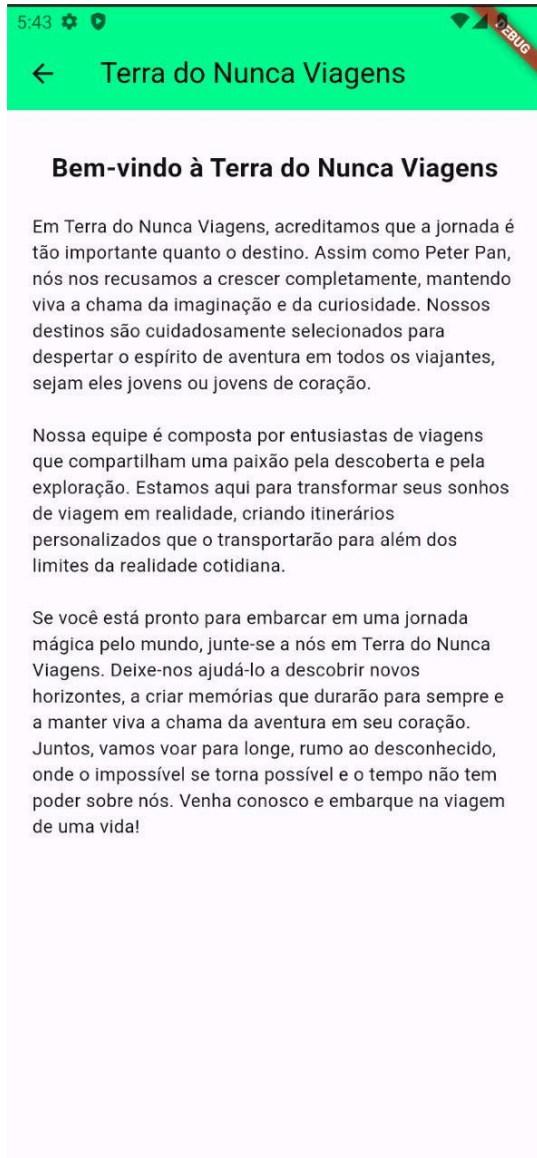 5:43
DEBUG
Terra do Nunca Viagens
Bem-vindo à Terra do Nunca Viagens
Em Terra do Nunca Viagens, acreditamos que a jornada é
tão importante quanto o destino. Assim como Peter Pan,
nós nos recusamos a crescer completamente, mantendo
viva a chama da imaginação e da curiosidade. Nossos
destinos são cuidadosamente selecionados para
despertar o espírito de aventura em todos os viajantes,
sejam eles jovens ou jovens de coração.
Nossa equipe é composta por entusiastas de viagens
que compartilham uma paixão pela descoberta e pela
exploração. Estamos aqui para transformar seus sonhos
de viagem em realidade, criando itinerários
personalizados que o transportarão para além dos
limites da realidade cotidiana.
Se você está pronto para embarcar em uma jornada
mágica pelo mundo, junte-se a nós em Terra do Nunca
Viagens. Deixe-nos ajudá-lo a descobrir novos
horizontes, a criar memórias que durarão para sempre e
a manter viva a chama da aventura em seu coração.
Juntos, vamos voar para longe, rumo ao desconhecido,
onde o impossível se torna possível e o tempo não tem
poder sobre nós. Venha conosco e embarque na viagem
de uma vida!